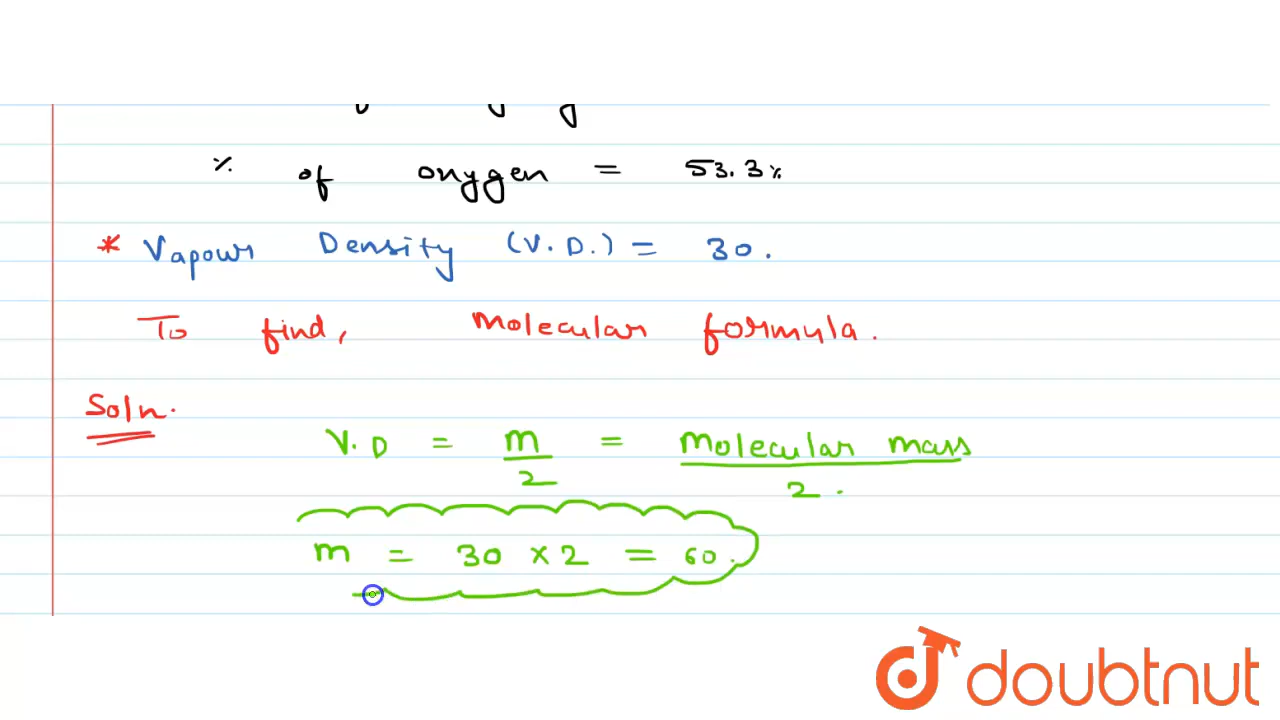 % of oxygen = 53.3%
* Vapour Density (V.D.) = 30.
To find, Molecular formula.
Soln.
V.D = m/2 = Molecular mass/2.
m = 30 × 2 = 60.
doubtnut